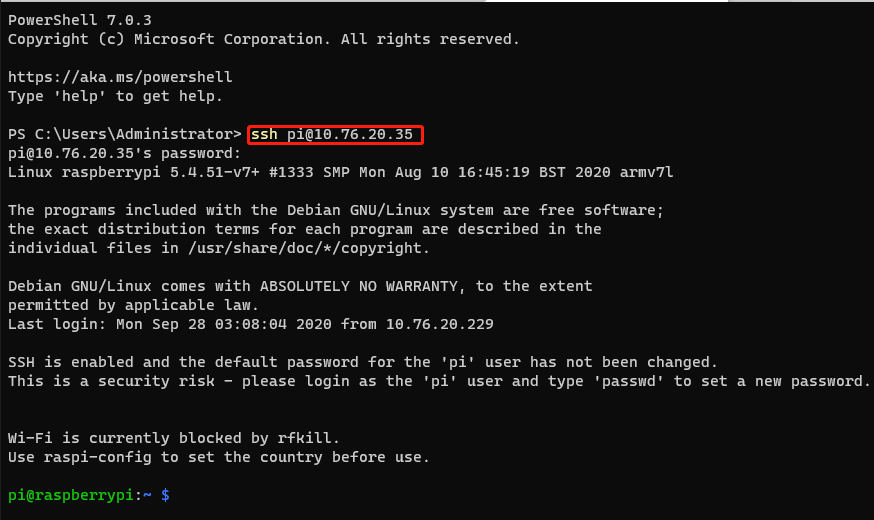 PowerShell 7.0.3
Copyright (c) Microsoft Corporation. All rights reserved.
https://aka.ms/powershell
Type 'help' to get help.
PS C:\Users\Administrator> ssh pi@10.76.20.35
pi@10.76.20.35's password:
Linux raspberrypi 5.4.51-v7+ #1333 SMP Mon Aug 10 16:45:19 BST 2020 armv7l
The programs included with the Debian GNU/Linux system are free software;
the exact distribution terms for each program are described in the
individual files in /usr/share/doc/*/copyright.
Debian GNU/Linux comes with ABSOLUTELY NO WARRANTY, to the extent
permitted by applicable law.
Last login: Mon Sep 28 03:08:04 2020 from 10.76.20.229
SSH is enabled and the default password for the 'pi' user has not been changed.
This is a security risk - please login as the 'pi' user and type 'passwd' to set a new password.
Wi-Fi is currently blocked by rfkill.
Use raspi-config to set the country before use.
pi@raspberrypi:~ $